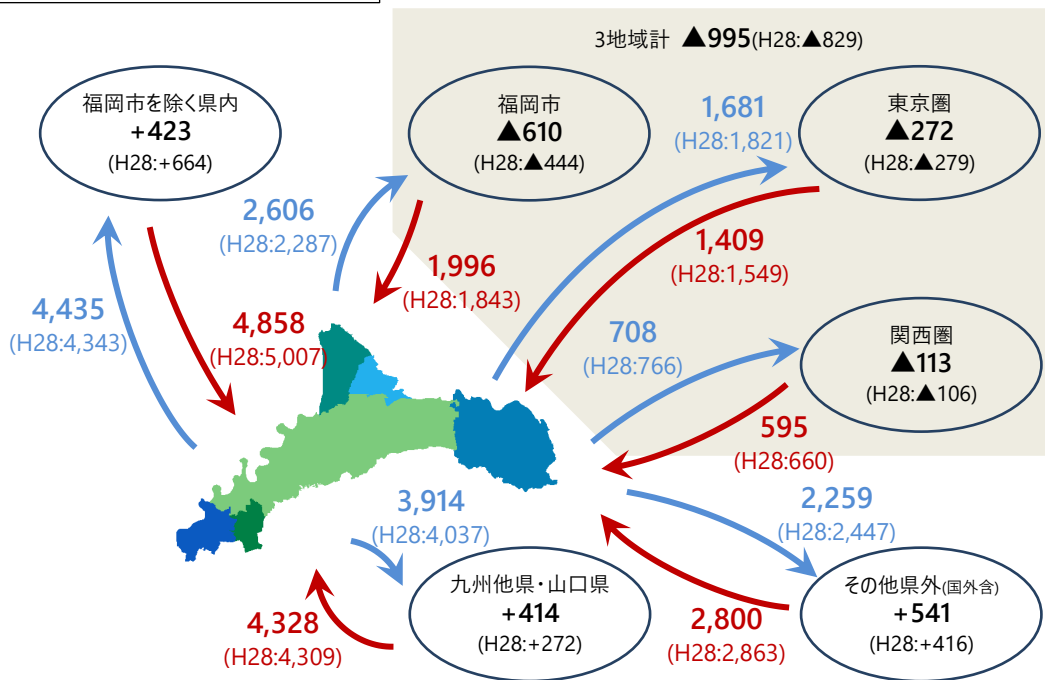 3地域計 ▲995(H28:▲829)
福岡市を除く県内
+423
(H28:+664)
福岡市
▲610
(H28:▲444)
東京圏
▲272
(H28:▲279)
1,681
(H28:1,821)
2,606
(H28:2,287)
1,409
(H28:1,549)
1,996
(H28:1,843)
4,435
(H28:4,343)
4,858
(H28:5,007)
708
(H28:766)
関西圏
▲113
(H28:▲106)
595
(H28:660)
3,914
(H28:4,037)
2,259
(H28:2,447)
九州他県・山口県
+414
(H28:+272)
その他県外(国外含)
+541
(H28:+416)
4,328
(H28:4,309)
2,800
(H28:2,863)